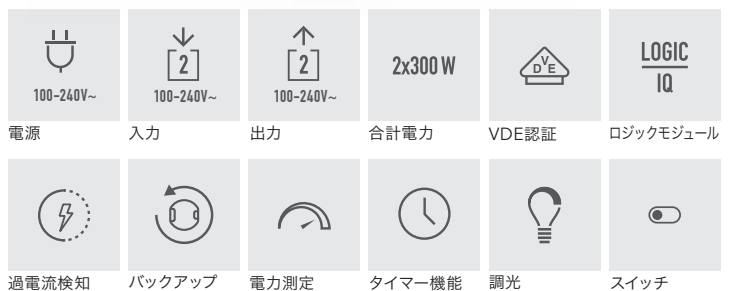 100-240V~
2
100-240V~
2
100-240V~
2x300 W
VDE
LOGIC
IQ
電源
入力
出力
合計電力
VDE認証
ロジックモジュール
過電流検知
バックアップ
電力測定
タイマー機能
調光
スイッチ